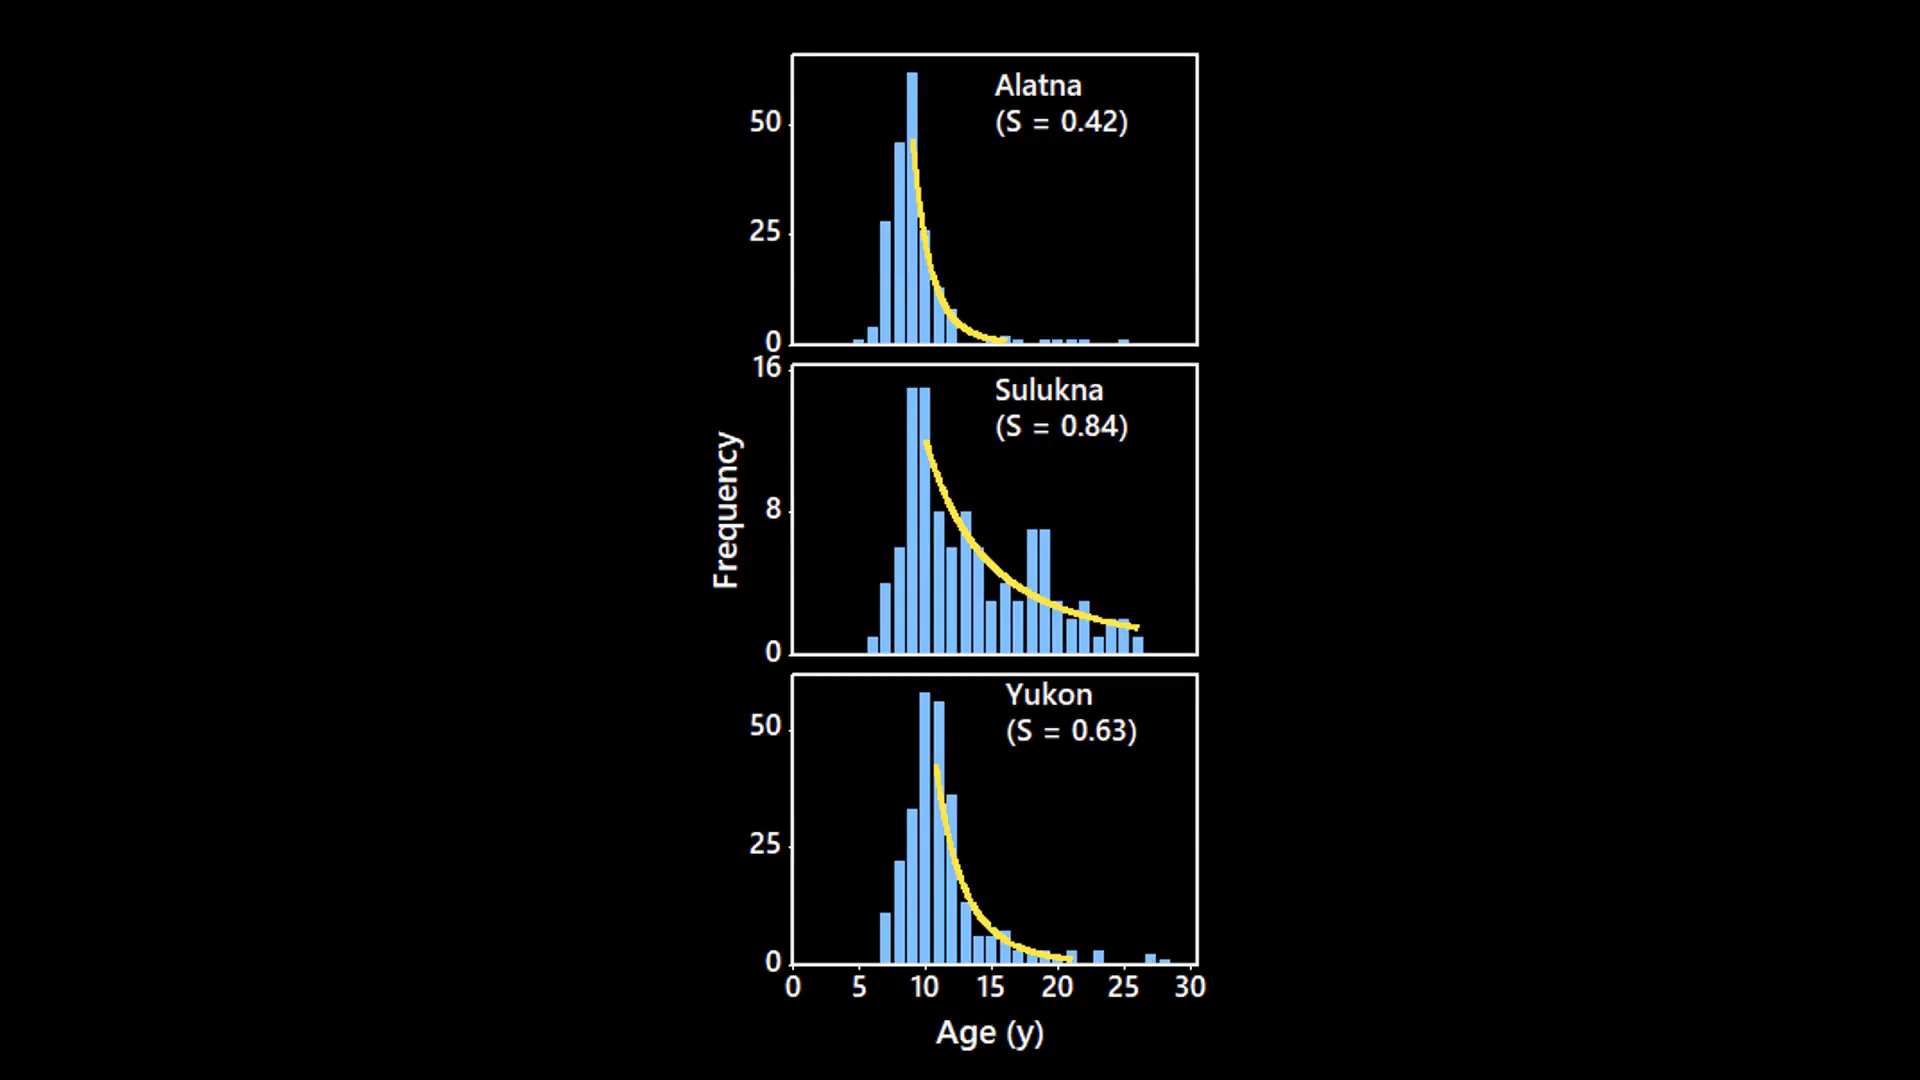 Alatna
(S = 0.42)
50
25
0
Sulukna
(S = 0.84)
16
8
0
Frequency
Yukon
(S = 0.63)
50
25
0
0 5 10 15 20 25 30
Age (y)